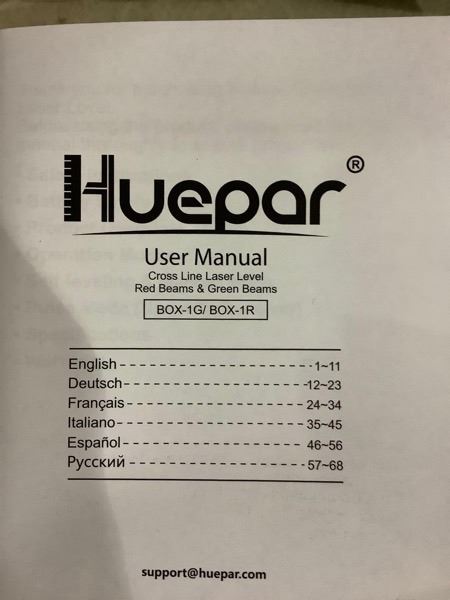 Huepar®
User Manual
Cross Line Laser Level
Red Beams & Green Beams
BOX-1G/ BOX-1R
English - - - - - - - - - - - - - - - - - - - - - - 1~11
Deutsch - - - - - - - - - - - - - - - - - - - - - -12~23
Français - - - - - - - - - - - - - - - - - - - - - 24~34
Italiano - - - - - - - - - - - - - - - - - - - - - - 35~45
Español - - - - - - - - - - - - - - - - - - - - - 46~56
Русский - - - - - - - - - - - - - - - - - - - - - 57~68
support@huepar.com